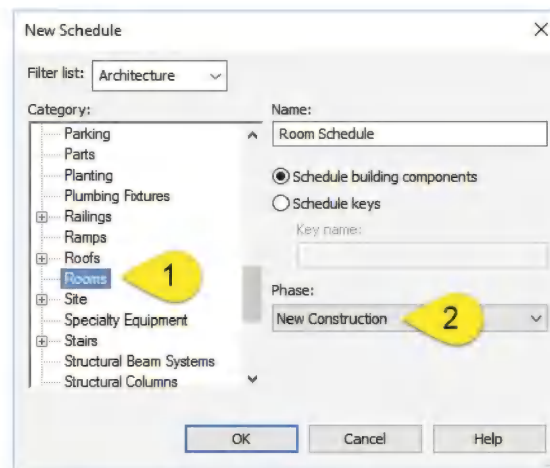 New Schedule
Filter list: Architecture
Category:
Parking
Parts
Planting
Plumbing Fixtures
Railings
Ramps
Roofs
Rooms
Site
Specialty Equipment
Stairs
Structural Beam Systems
Structural Columns
1
Name:
Room Schedule
Schedule building components
Schedule keys
Key name:
Phase:
New Construction
2
OK Cancel Help